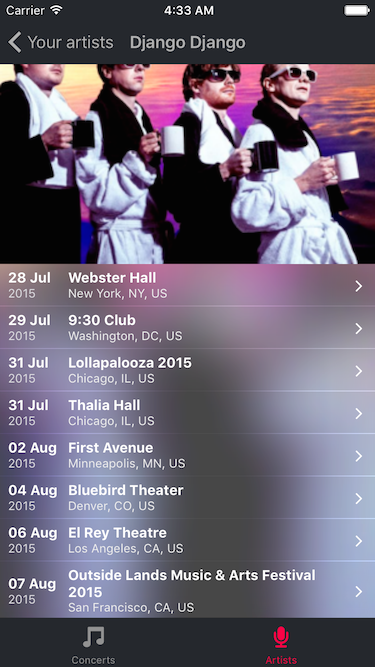 Carrier 4:33 AM
Your artists Django Django
28 Jul Webster Hall
2015 New York, NY, US
29 Jul 9:30 Club
2015 Washington, DC, US
31 Jul Lollapalooza 2015
2015 Chicago, IL, US
31 Jul Thalia Hall
2015 Chicago, IL, US
02 Aug First Avenue
2015 Minneapolis, MN, US
04 Aug Bluebird Theater
2015 Denver, CO, US
06 Aug El Rey Theatre
2015 Los Angeles, CA, US
07 Aug Outside Lands Music & Arts Festival
2015 2015
San Francisco, CA, US
Concerts Artists